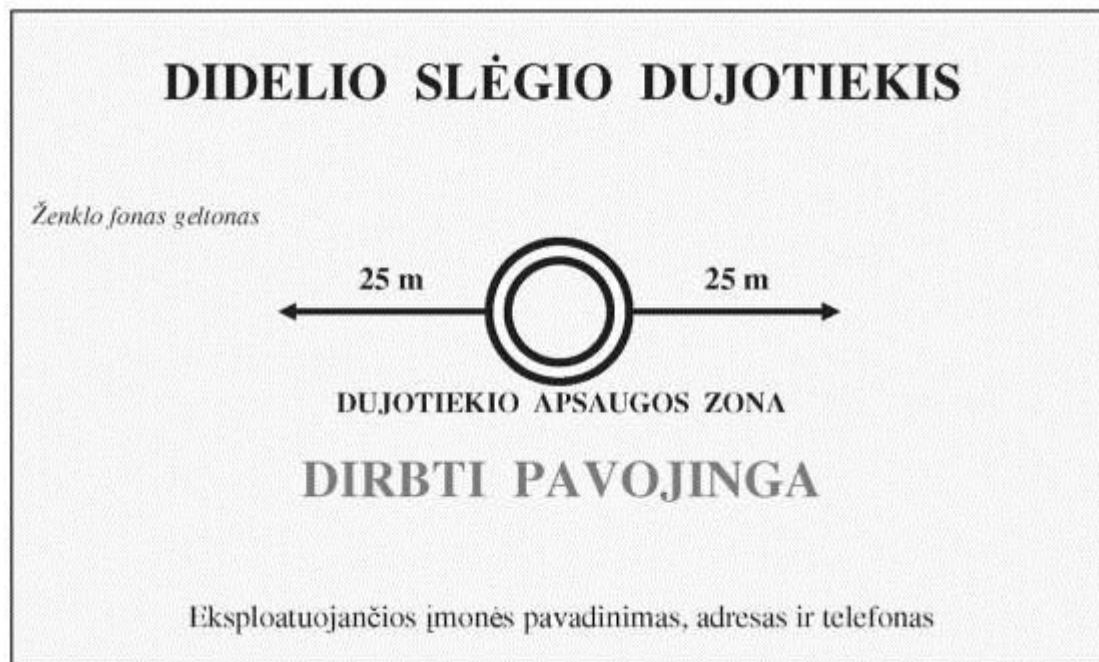 DIDELIO SLĖGIO DUJOTIEKIS
Ženklo fonas geltonas
25 m 25 m
DUJOTIEKIO APSAUGOS ZONA
DIRBTI PAVOJINGA
Eksploatuojančios įmonės pavadinimas, adresas ir telefonas